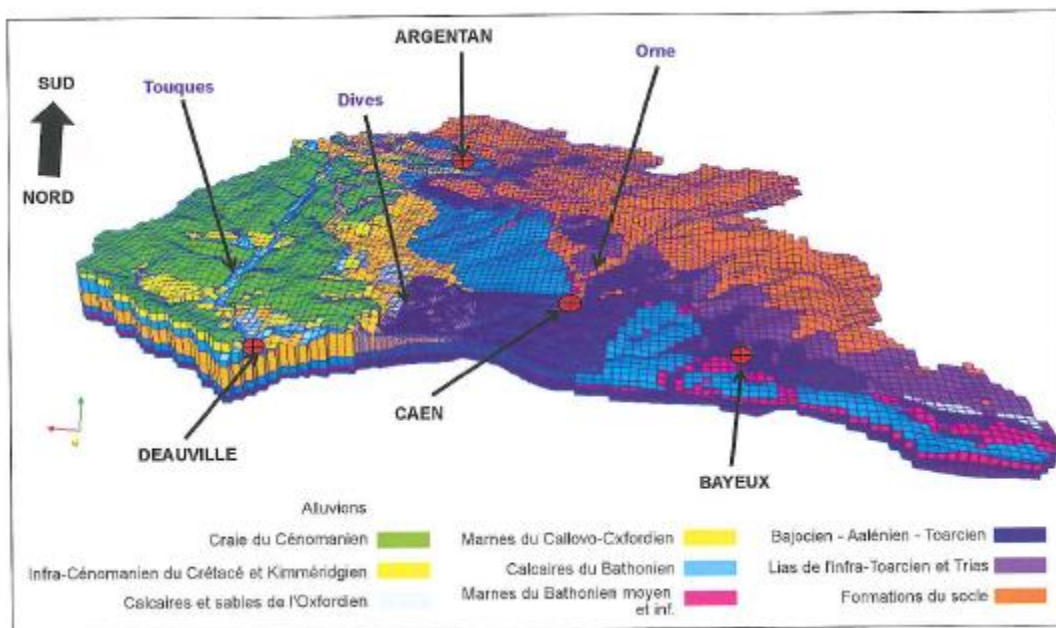 ARGENTAN
Orne
SUD
Touques
Dives
NORD
CAEN
DEAUVILLE
BAYEUX
Alluvions
Craie du Cénomanien
Infra-Cénomanien du Crétacé et Kimméridgien
Calcaires et sables de l'Oxfordien
Marnes du Callovo-Oxfordien
Calcaires du Bathonien
Marnes du Bathonien moyen
et inf.
Bajocien - Aalénien - Toarcien
Lias de l'infra-Toarcien et Trias
Formations du socle